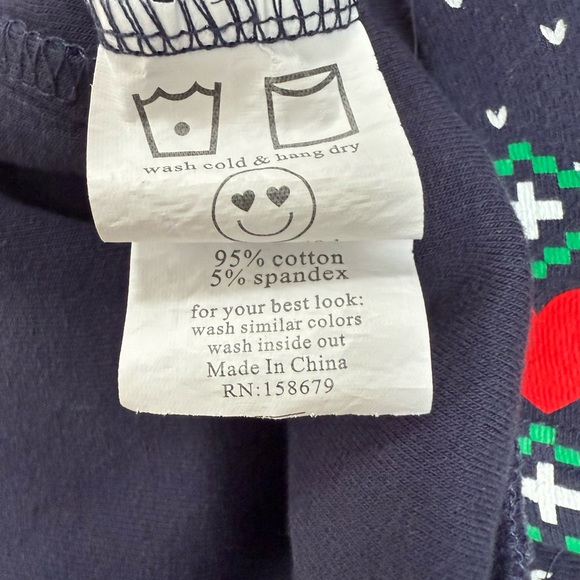 wash cold & hang dry
95% cotton
5% spandex
for your best look:
wash similar colors
wash inside out
Made In China
RN:158679